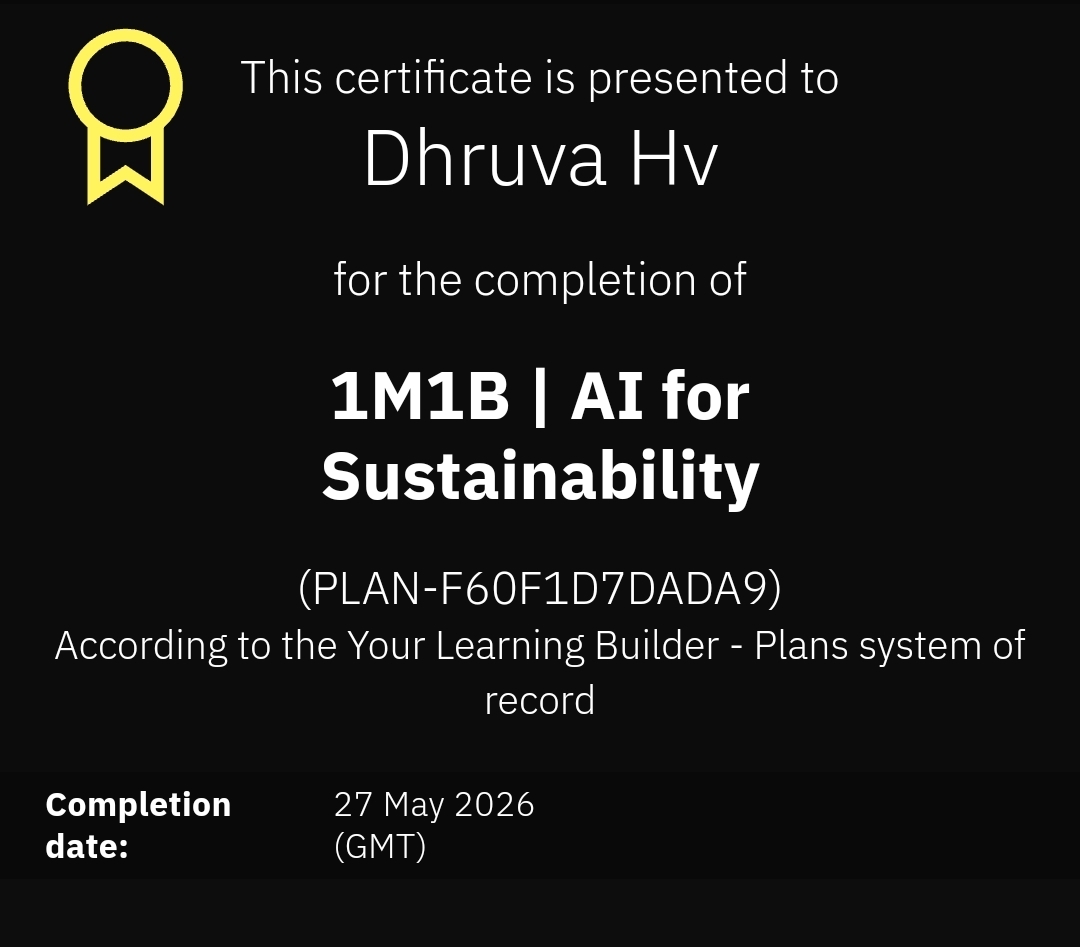 This certificate is presented to
Dhruva Hv
for the completion of
1M1B | AI for
Sustainability
(PLAN-F60F1D7DADA9)
According to the Your Learning Builder - Plans system of
record
Completion
date:
27 May 2026
(GMT)